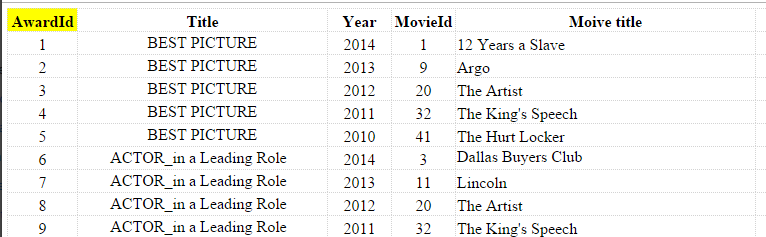 AwardId Title Year MovieId Moive title
1 BEST PICTURE 2014 1 12 Years a Slave
2 BEST PICTURE 2013 9 Argo
3 BEST PICTURE 2012 20 The Artist
4 BEST PICTURE 2011 32 The King's Speech
5 BEST PICTURE 2010 41 The Hurt Locker
6 ACTOR_in a Leading Role 2014 3 Dallas Buyers Club
7 ACTOR_in a Leading Role 2013 11 Lincoln
8 ACTOR_in a Leading Role 2012 20 The Artist
9 ACTOR_in a Leading Role 2011 32 The King's Speech